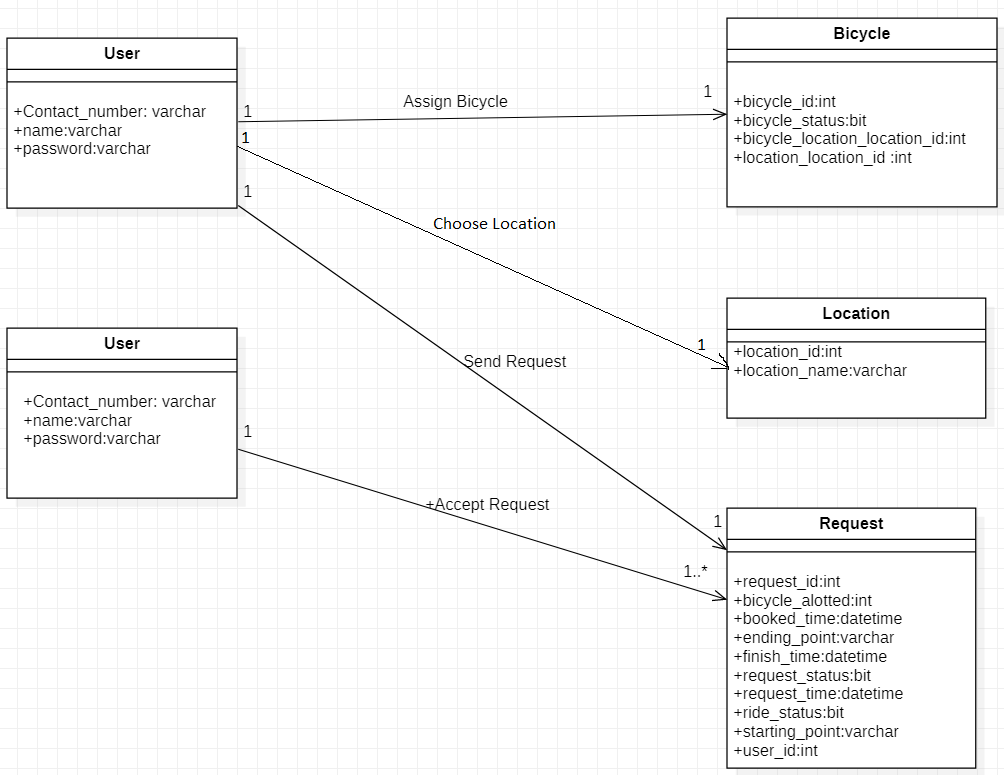 User
+Contact_number: varchar
+name:varchar
+password:varchar
1
Assign Bicycle
1
Bicycle
+bicycle_id:int
+bicycle_status:bit
+bicycle_location_location_id:int
+location_location_id :int
1
Choose Location
1
Location
+location_id:int
+location_name:varchar
1
Send Request
1
User
+Contact_number: varchar
+name:varchar
+password:varchar
1
+Accept Request
1..*
Request
+request_id:int
+bicycle_alotted:int
+booked_time:datetime
+ending_point:varchar
+finish_time:datetime
+request_status:bit
+request_time:datetime
+ride_status:bit
+starting_point:varchar
+user_id:int